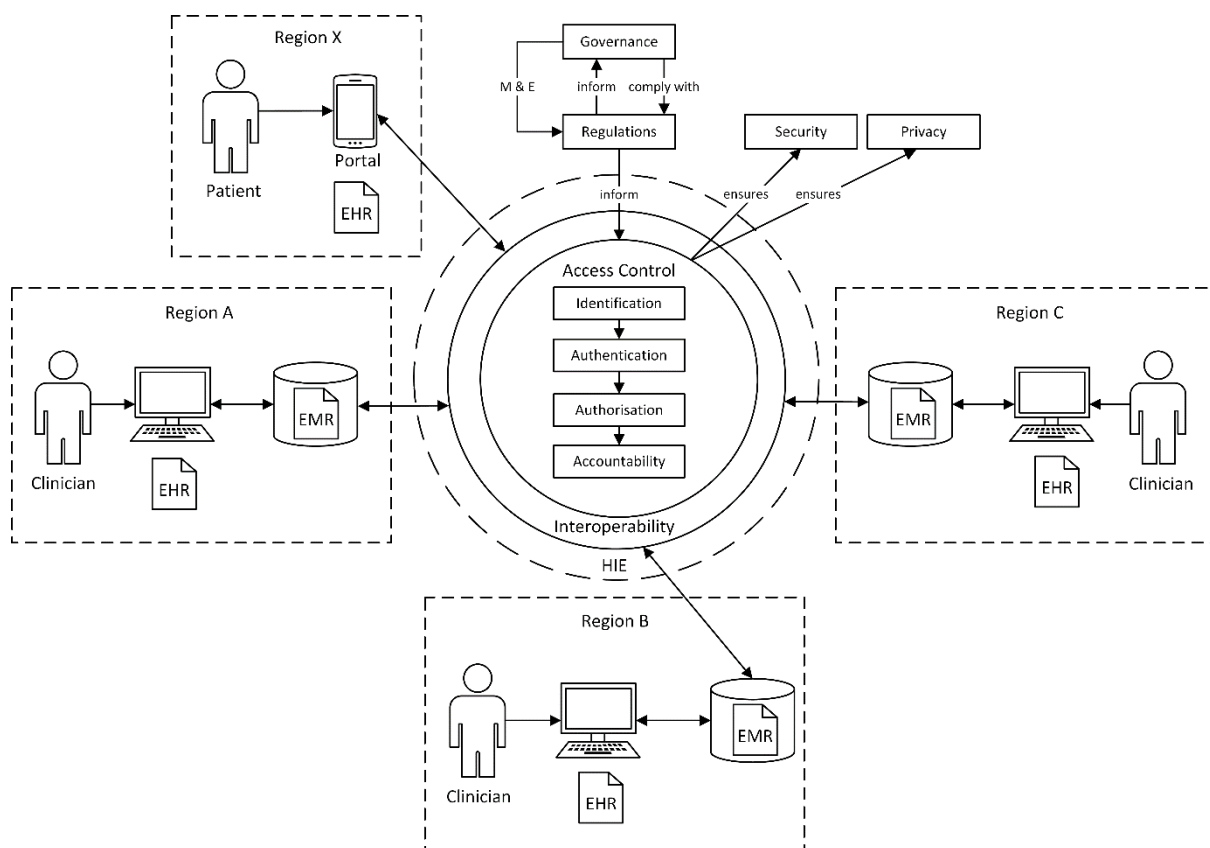 Region X
Patient
Portal
EHR
Governance
M & E
inform
comply with
Regulations
inform
Security
Privacy
ensures
ensures
Region A
Clinician
EHR
EMR
Access Control
Identification
Authentication
Authorisation
Accountability
Interoperability
HIE
Region C
EMR
EHR
Clinician
Region B
Clinician
EHR
EMR